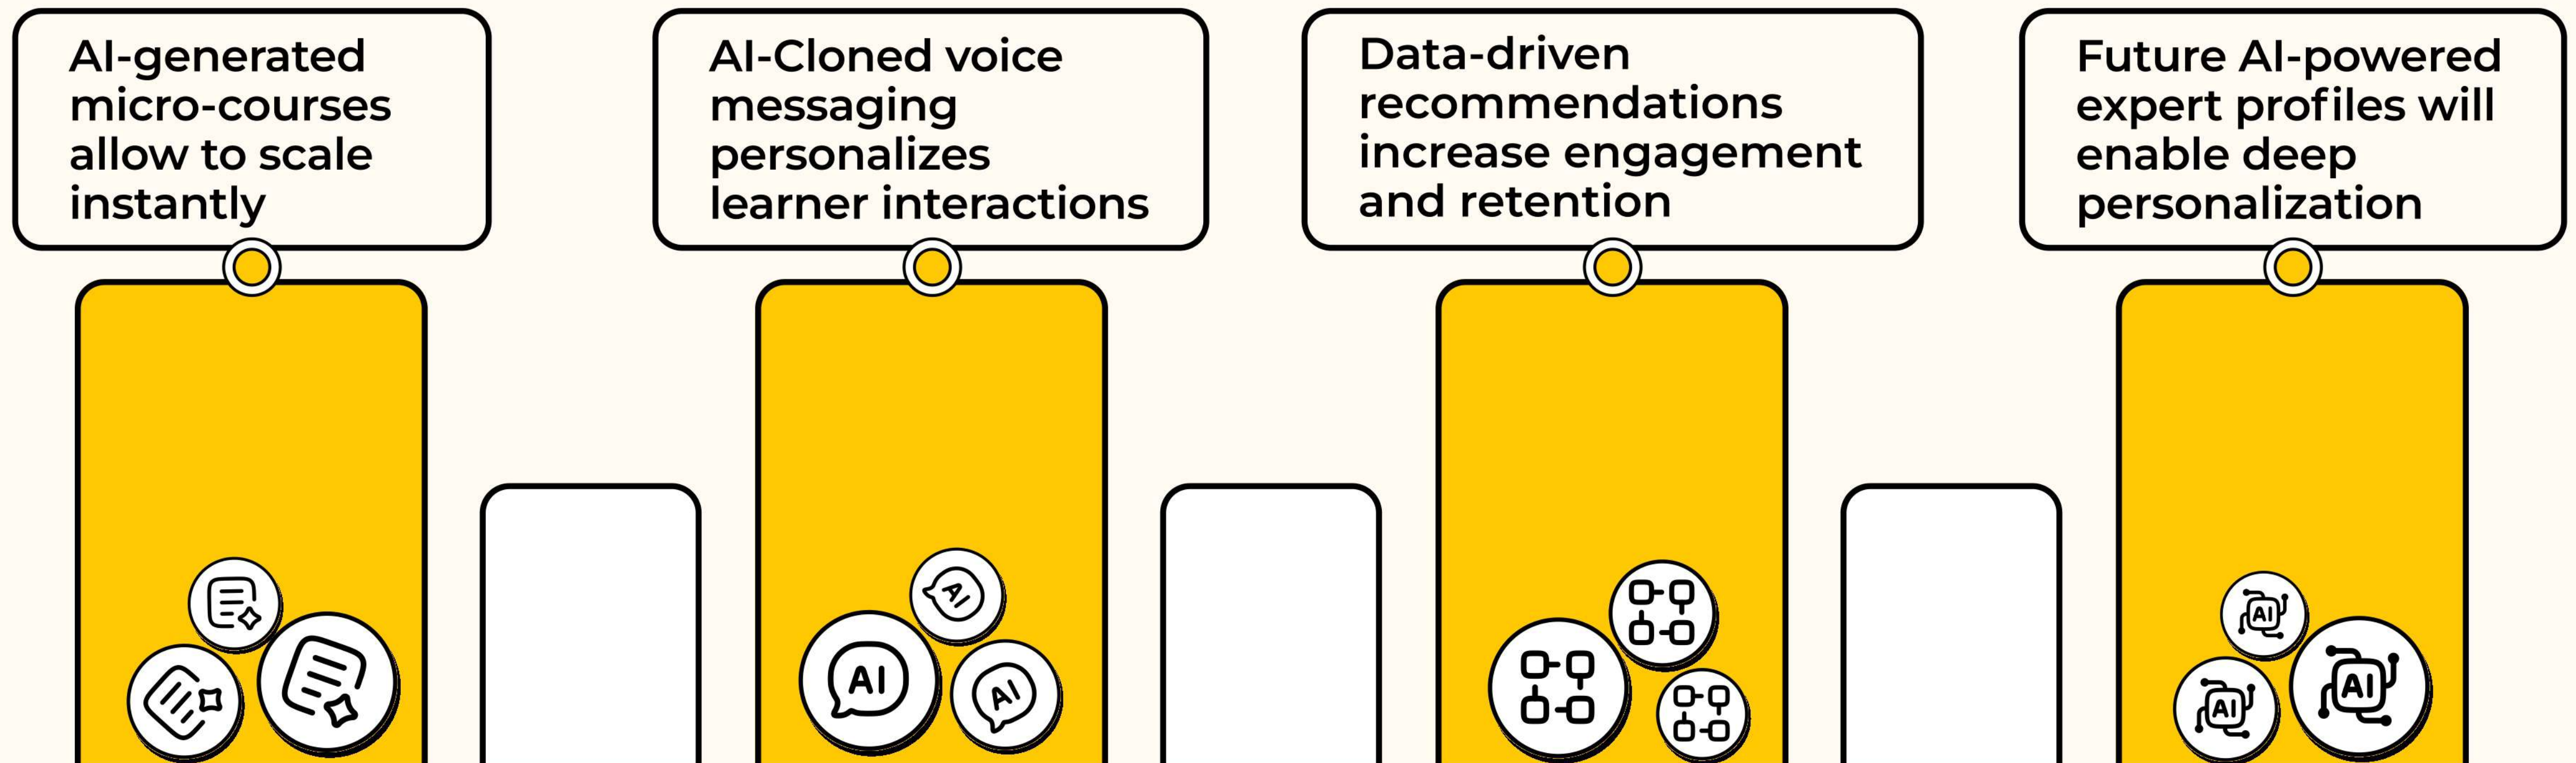 AI-generated
micro-courses
allow to scale
instantly
AI-Cloned voice
messaging
personalizes
learner interactions
Data-driven
recommendations
increase engagement
and retention
Future AI-powered
expert profiles will
enable deep
personalization
AI
AI
AI
AI
AI
AI